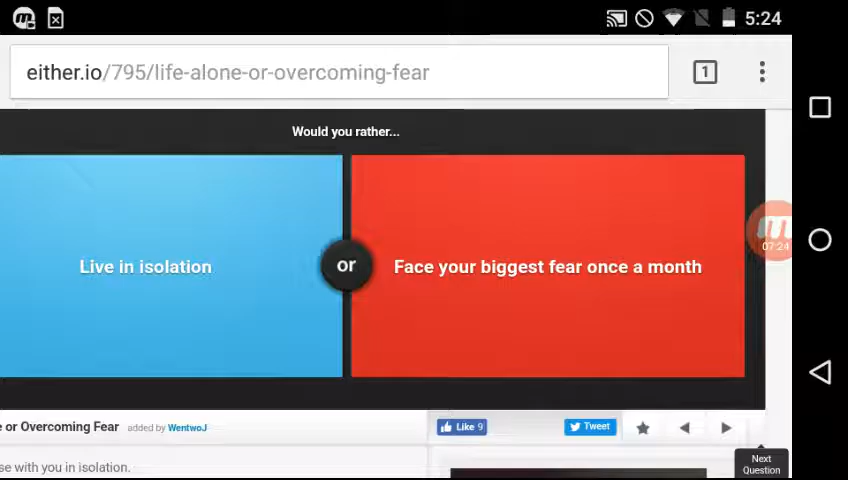 5:24
either.io/795/life-alone-or-overcoming-fear
1
Would you rather...
Live in isolation
or
Face your biggest fear once a month
07:24
e or Overcoming Fear added by WentwoJ
Like 9
Tweet
se with you in isolation.
Next
Question